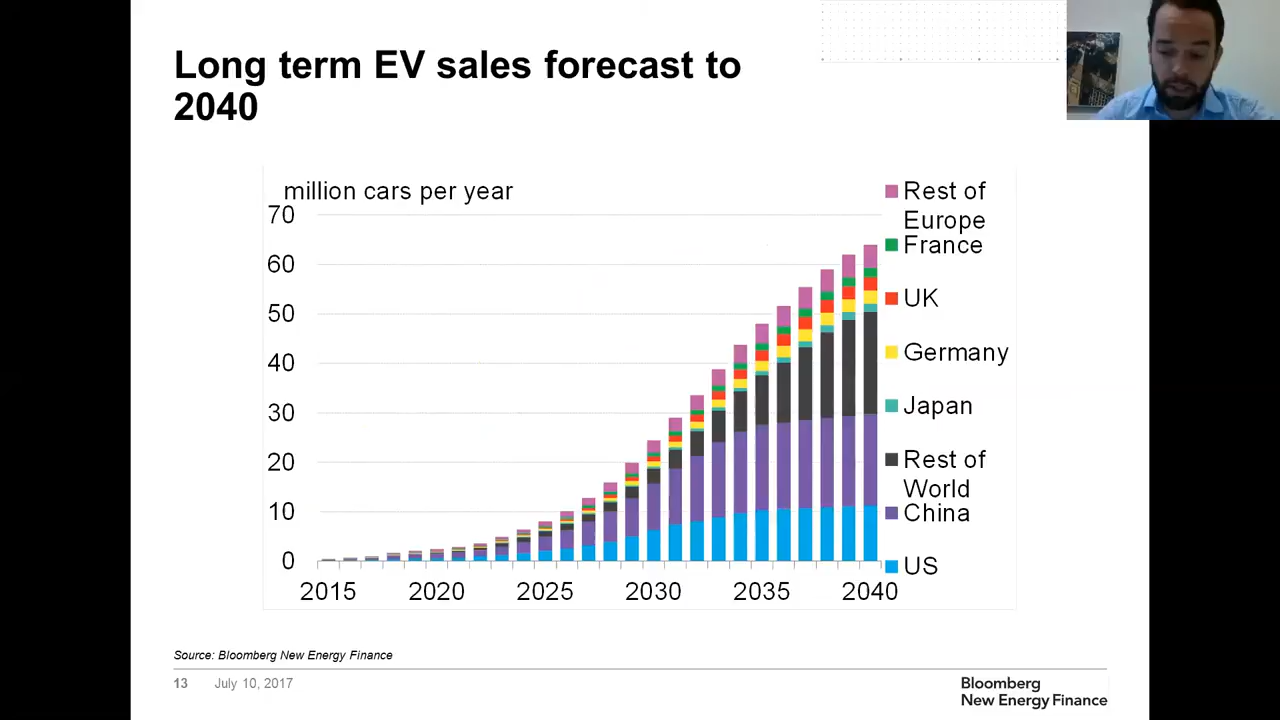 Long term EV sales forecast to
2040
million cars per year
70
60
50
40
30
20
10
0
2015 2020 2025 2030 2035 2040
Rest of
Europe
France
UK
Germany
Japan
Rest of
World
China
US
Source: Bloomberg New Energy Finance
13 July 10, 2017
Bloomberg
New Energy Finance